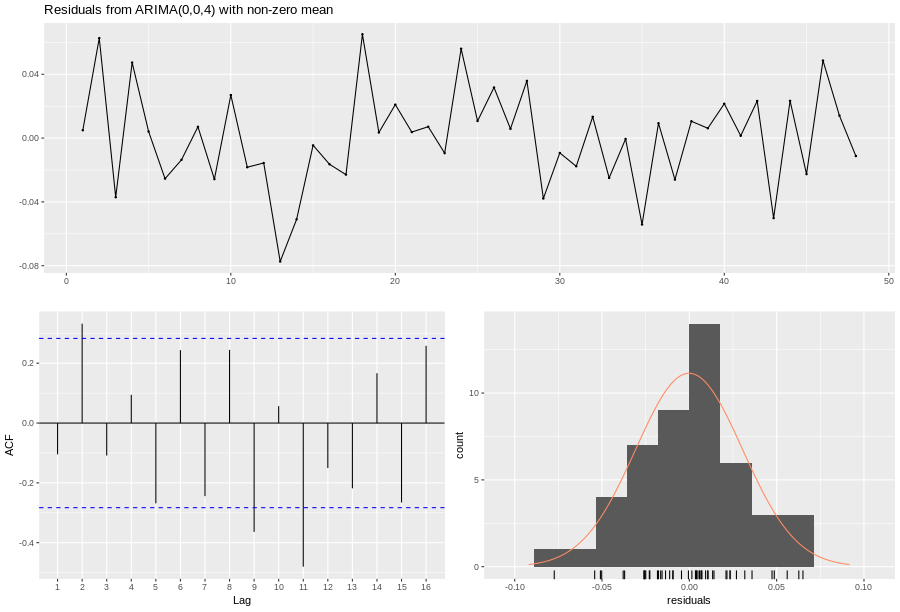 Residuals from ARIMA(0,0,4) with non-zero mean
0.04
0.00
-0.04
-0.08
0 10 20 30 40 50
ACF
0.2
0.0
-0.2
-0.4
1 2 3 4 5 6 7 8 9 10 11 12 13 14 15 16
Lag
count
10
5
0
-0.10 -0.05 0.00 0.05 0.10
residuals